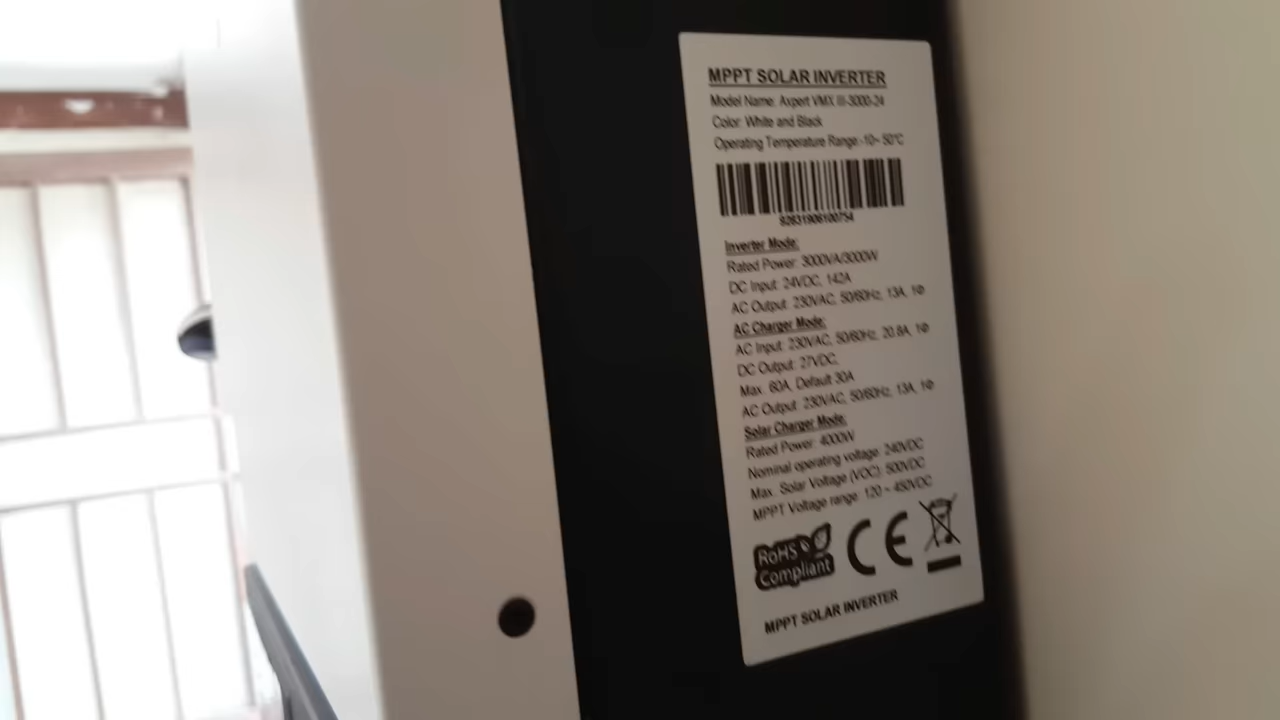 MPPT SOLAR INVERTER
Model Name: Axpert VMX III-3000-24
Color: White and Black
Operating Temperature Range:-10~ 50°C
92631906100754
Inverter Mode:
Rated Power: 3000VA/3000W
DC Input: 24VDC, 142A
AC Output: 230VAC, 50/60Hz, 13A, 1Φ
AC Charger Mode:
AC Input: 230VAC, 50/60Hz, 20.8A, 1Φ
DC Output: 27VDC,
Max. 60A, Default 30A
AC Output: 230VAC, 50/60Hz, 13A, 1Φ
Solar Charger Mode:
Rated Power: 4000W
Nominal operating voltage: 240VDC
Max. Solar Voltage (VOC): 500VDC
MPPT Voltage range: 120 ~ 450VDC
RoHS
Compliant
CE
MPPT SOLAR INVERTER